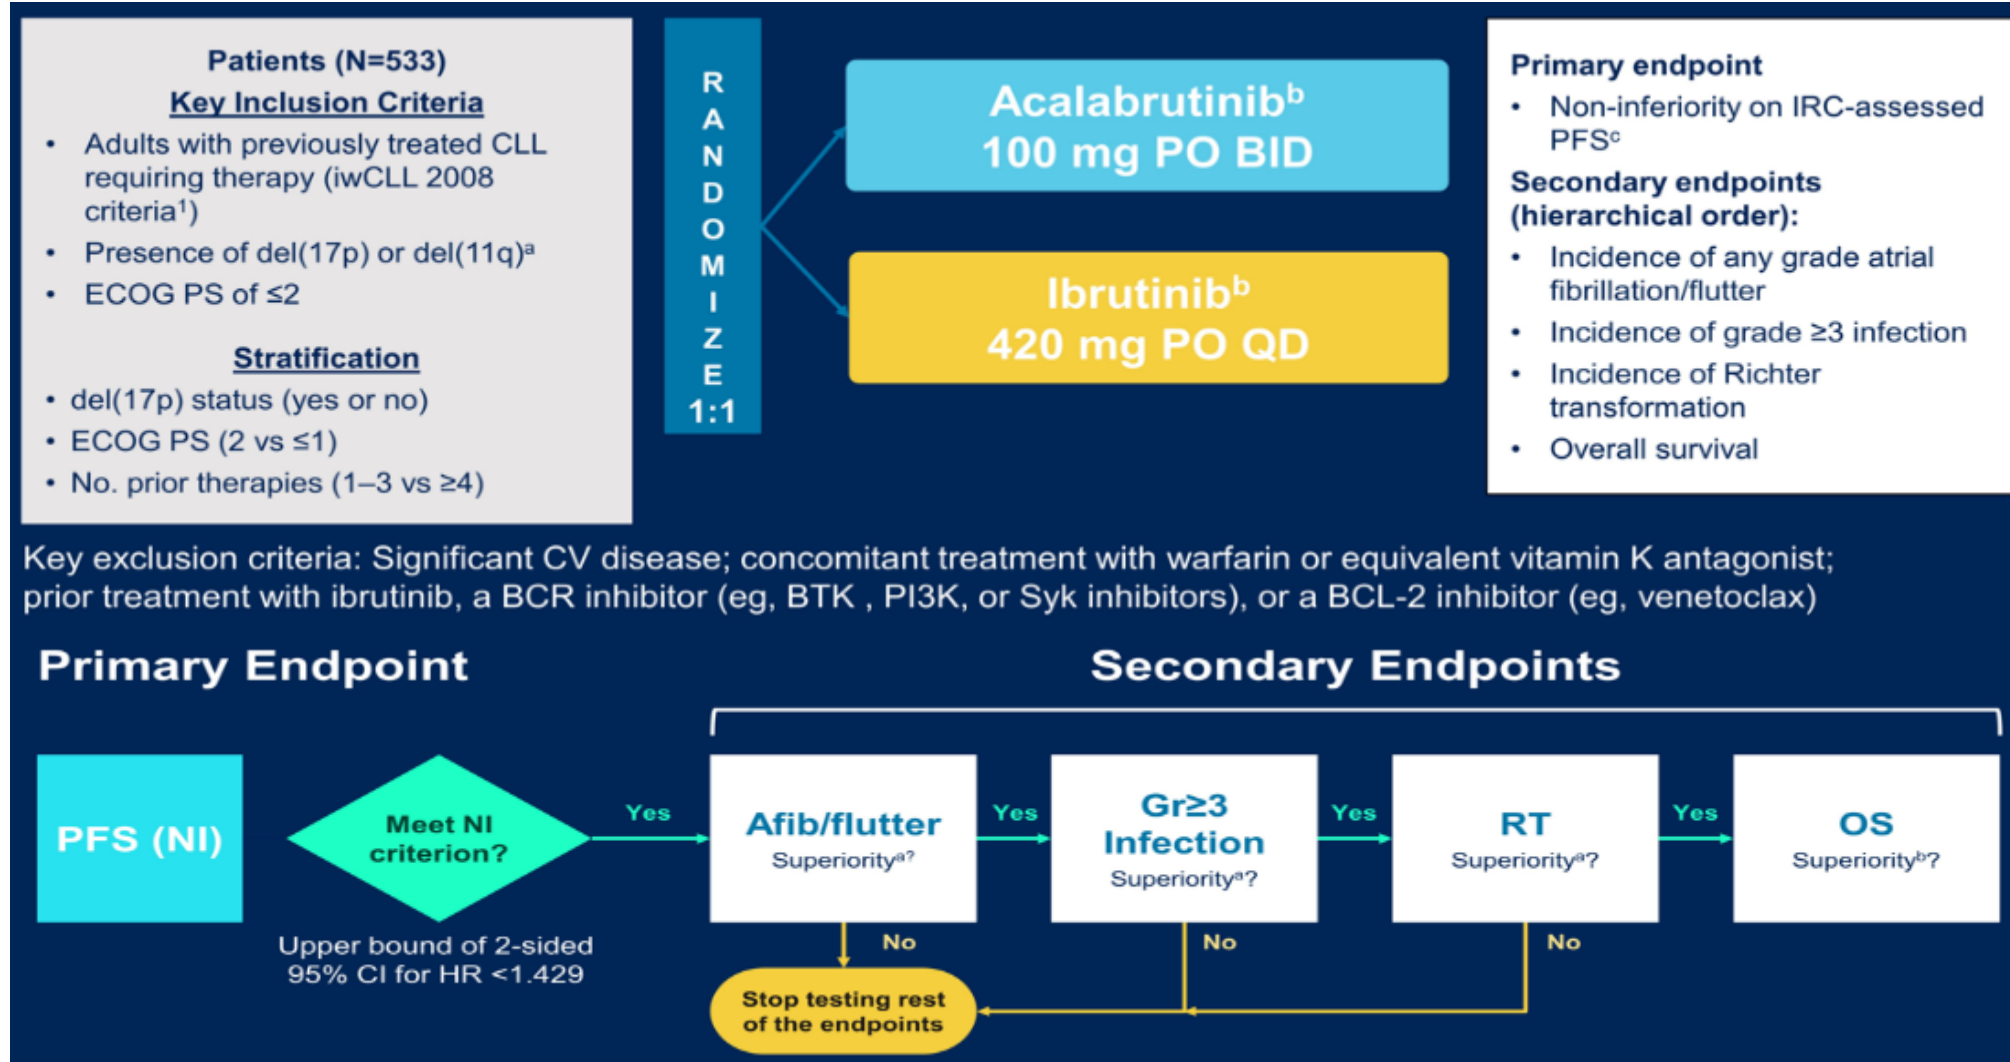 Patients (N=533)
Key Inclusion Criteria
• Adults with previously treated CLL
requiring therapy (iwCLL 2008
criteria¹)
• Presence of del(17p) or del(11q)ᵃ
• ECOG PS of ≤2
Stratification
• del(17p) status (yes or no)
• ECOG PS (2 vs ≤1)
• No. prior therapies (1–3 vs ≥4)
RANDOMIZE
1:1
Acalabrutinibᵇ
100 mg PO BID
Ibrutinibᵇ
420 mg PO QD
Primary endpoint
• Non-inferiority on IRC-assessed
PFSᶜ
Secondary endpoints
(hierarchical order):
• Incidence of any grade atrial
fibrillation/flutter
• Incidence of grade ≥3 infection
• Incidence of Richter
transformation
• Overall survival
Key exclusion criteria: Significant CV disease; concomitant treatment with warfarin or equivalent vitamin K antagonist;
prior treatment with ibrutinib, a BCR inhibitor (eg, BTK , PI3K, or Syk inhibitors), or a BCL-2 inhibitor (eg, venetoclax)
Primary Endpoint
Secondary Endpoints
PFS (NI)
Meet NI
criterion?
Upper bound of 2-sided
95% CI for HR <1.429
Yes
Afib/flutter
Superiorityᵃ?
Yes
Gr≥3
Infection
Superiorityᵃ?
Yes
RT
Superiorityᵃ?
Yes
OS
Superiorityᵇ?
No
No
No
Stop testing rest
of the endpoints